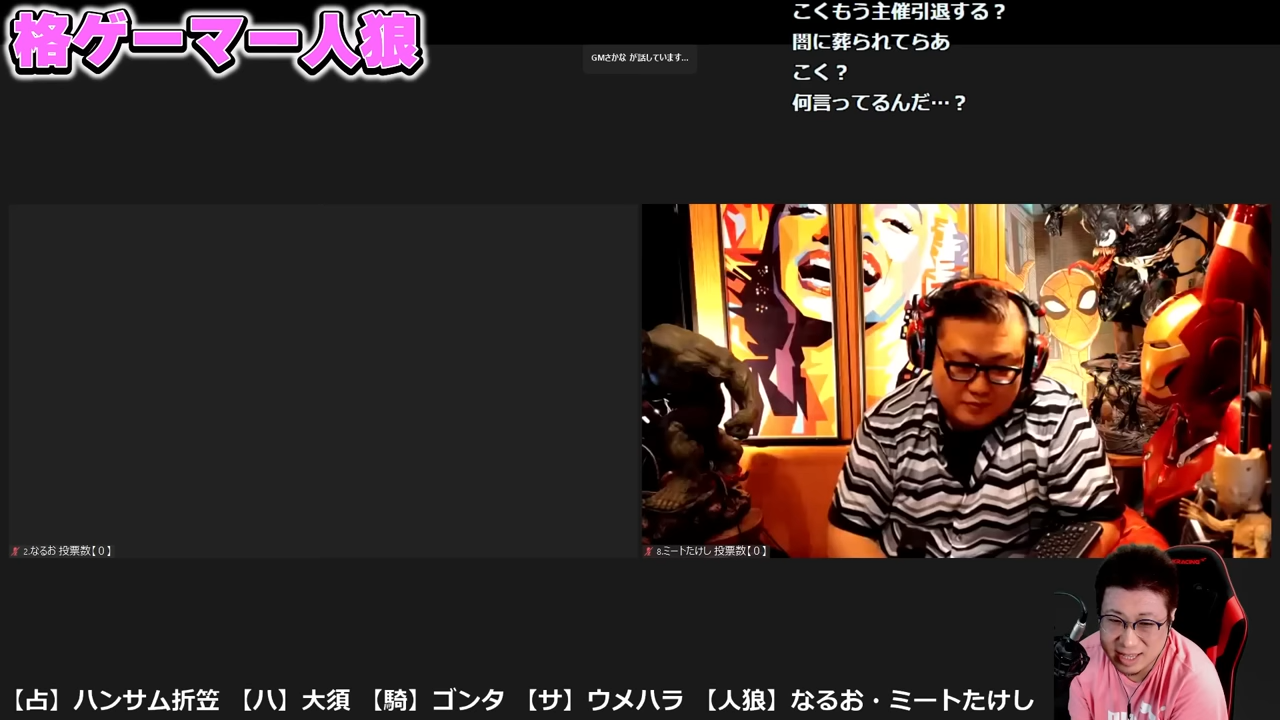 格ゲーマー人狼
GMさかな が話しています...
こくもう主催引退する？
闇に葬られてらあ
こく？
何言ってるんだ…？
2.なるお 投票数【0】
8.ミートたけし 投票数【0】
【占】ハンサム折笠 【ハ】大須 【騎】ゴンタ 【サ】ウメハラ 【人狼】なるお・ミートたけし